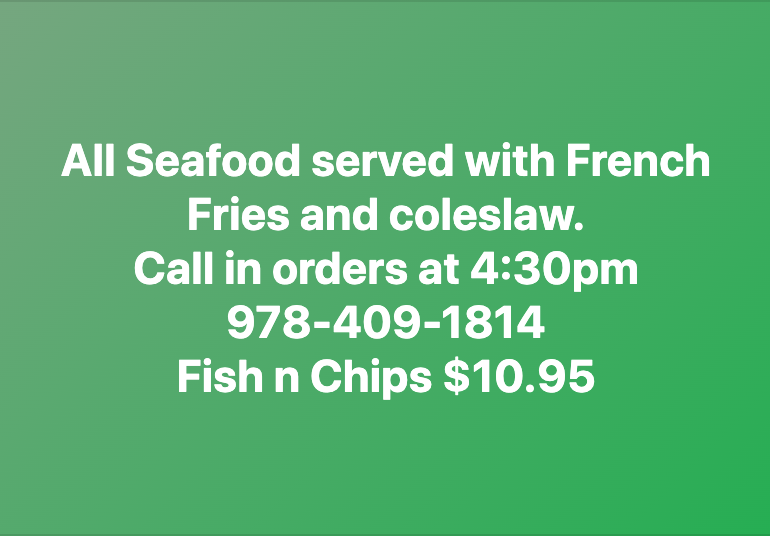 All Seafood served with French
Fries and coleslaw.
Call in orders at 4:30pm
978-409-1814
Fish n Chips $10.95